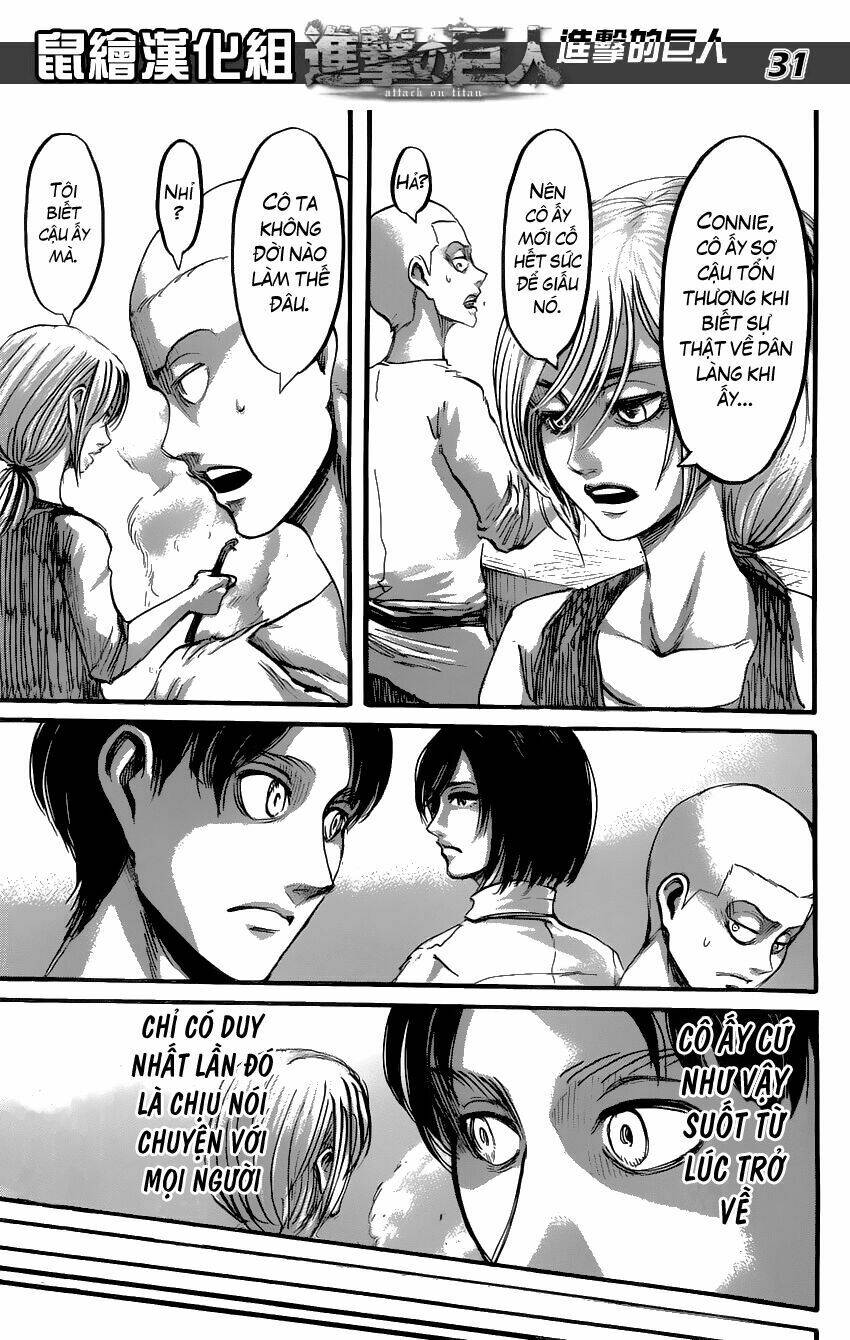 鼠繪漢化組
進撃の巨人
attack on titan
進擊的巨人
31
CONNIE,
CÔ ẤY SỢ
CẬU TỔN
THƯƠNG KHI
BIẾT SỰ
THẬT VỀ DÂN
LÀNG KHI
ẤY...
NÊN
CÔ ẤY
MỚI CỐ
HẾT SỨC
ĐỂ GIẤU
NÓ.
HẢ?
CÔ TA
KHÔNG
ĐỜI NÀO
LÀM THẾ
ĐÂU.
NHỈ
?
TÔI
BIẾT
CẬU ẤY
MÀ.
CÔ ẤY CỨ
NHƯ VẬY
SUỐT TỪ
LÚC TRỞ
VỀ
CHỈ CÓ DUY
NHẤT LẦN ĐÓ
LÀ CHỊU NÓI
CHUYỆN VỚI
MỌI NGƯỜI